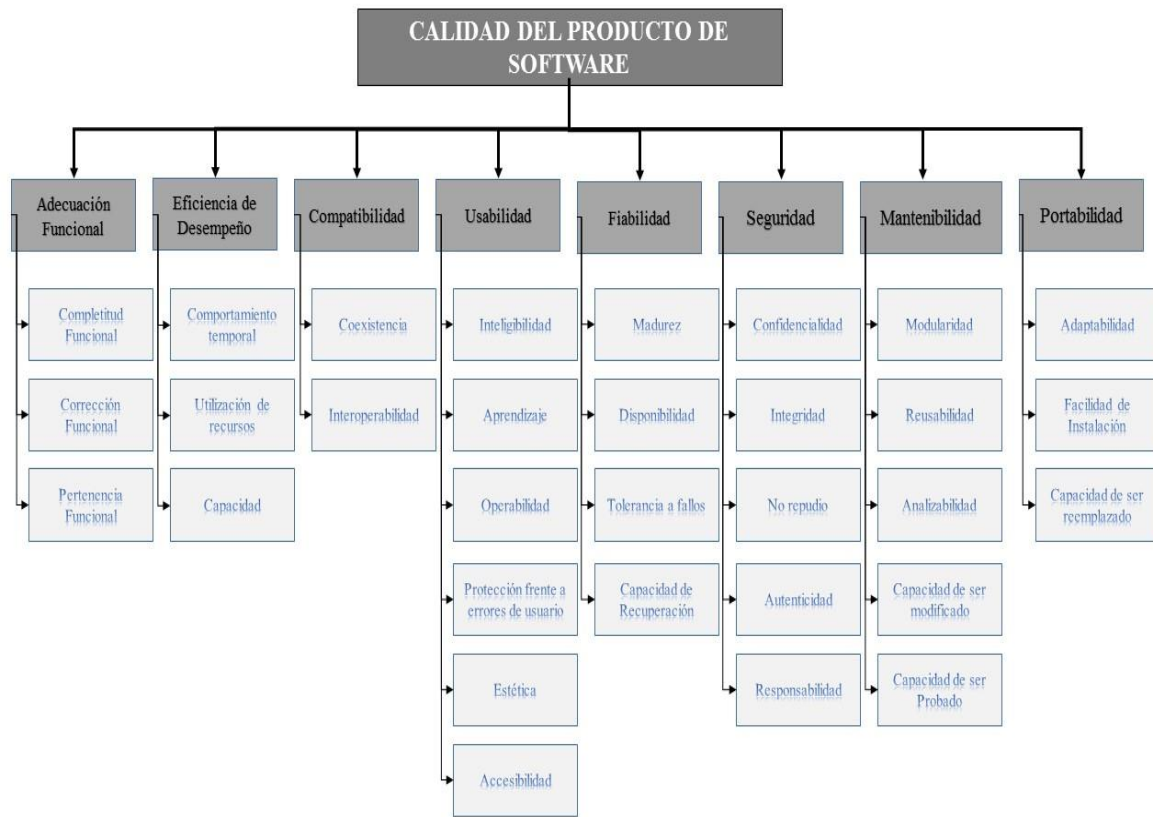 CALIDAD DEL PRODUCTO DE
SOFTWARE
Adecuación
Funcional
Completitud
Funcional
Corrección
Funcional
Pertenencia
Funcional
Eficiencia de
Desempeño
Comportamiento
temporal
Utilización de
recursos
Capacidad
Compatibilidad
Coexistencia
Interoperabilidad
Usabilidad
Inteligibilidad
Aprendizaje
Operabilidad
Protección frente a
errores de usuario
Estética
Accesibilidad
Fiabilidad
Madurez
Disponibilidad
Tolerancia a fallos
Capacidad de
Recuperación
Seguridad
Confidencialidad
Integridad
No repudio
Autenticidad
Responsabilidad
Mantenibilidad
Modularidad
Reusabilidad
Analizabilidad
Capacidad de ser
modificado
Capacidad de ser
Probado
Portabilidad
Adaptabilidad
Facilidad de
Instalación
Capacidad de ser
reemplazado